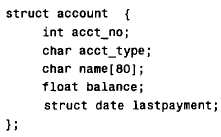 struct account {
int acct_no;
char acct_type;
char name[80];
float balance;
struct date lastpayment;
};